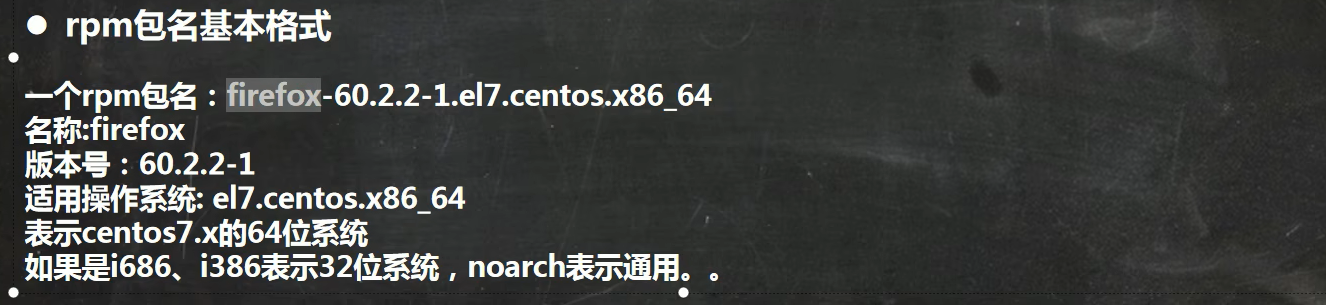 ● rpm包名基本格式
一个rpm包名：firefox-60.2.2-1.el7.centos.x86_64
名称:firefox
版本号：60.2.2-1
适用操作系统: el7.centos.x86_64
表示centos7.x的64位系统
如果是i686、i386表示32位系统，noarch表示通用。。